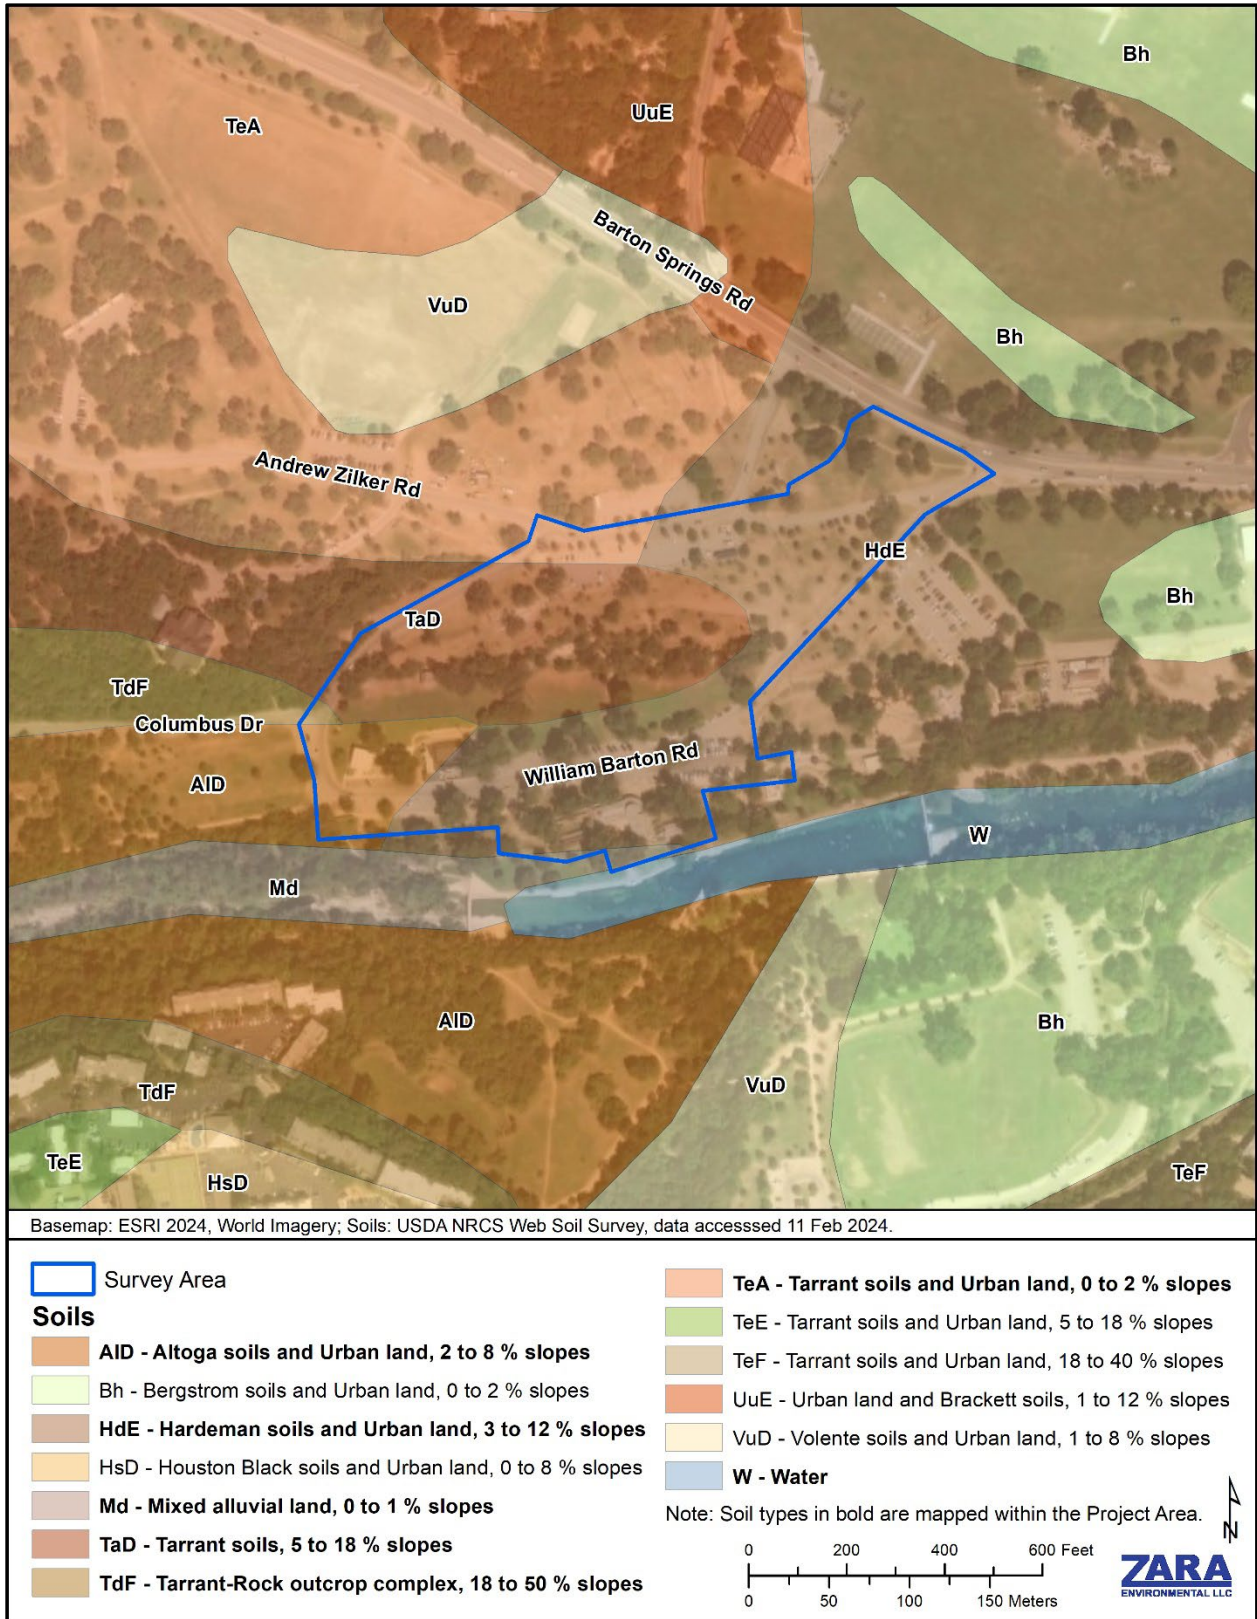 Bh
UuE
TeA
Barton Springs Rd
VuD
Bh
Andrew Zilker Rd
HdE
Bh
TaD
TdF
Columbus Dr
William Barton Rd
AlD
W
Md
AlD
Bh
VuD
TdF
TeE
HsD
TeF
Basemap: ESRI 2024, World Imagery; Soils: USDA NRCS Web Soil Survey, data accesssed 11 Feb 2024.
Survey Area
Soils
AlD - Altoga soils and Urban land, 2 to 8 % slopes
Bh - Bergstrom soils and Urban land, 0 to 2 % slopes
HdE - Hardeman soils and Urban land, 3 to 12 % slopes
HsD - Houston Black soils and Urban land, 0 to 8 % slopes
Md - Mixed alluvial land, 0 to 1 % slopes
TaD - Tarrant soils, 5 to 18 % slopes
TdF - Tarrant-Rock outcrop complex, 18 to 50 % slopes
TeA - Tarrant soils and Urban land, 0 to 2 % slopes
TeE - Tarrant soils and Urban land, 5 to 18 % slopes
TeF - Tarrant soils and Urban land, 18 to 40 % slopes
UuE - Urban land and Brackett soils, 1 to 12 % slopes
VuD - Volente soils and Urban land, 1 to 8 % slopes
W - Water
Note: Soil types in bold are mapped within the Project Area.
N
0 200 400 600 Feet
0 50 100 150 Meters
ZARA
ENVIRONMENTAL LLC